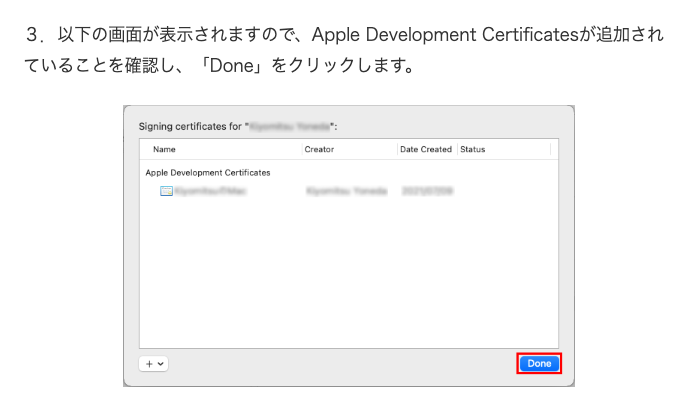 ３．以下の画面が表示されますので、Apple Development Certificatesが追加され
ていることを確認し、「Done」をクリックします。
Signing certificates for "
":
Name Creator Date Created Status
Apple Development Certificates
+
Done